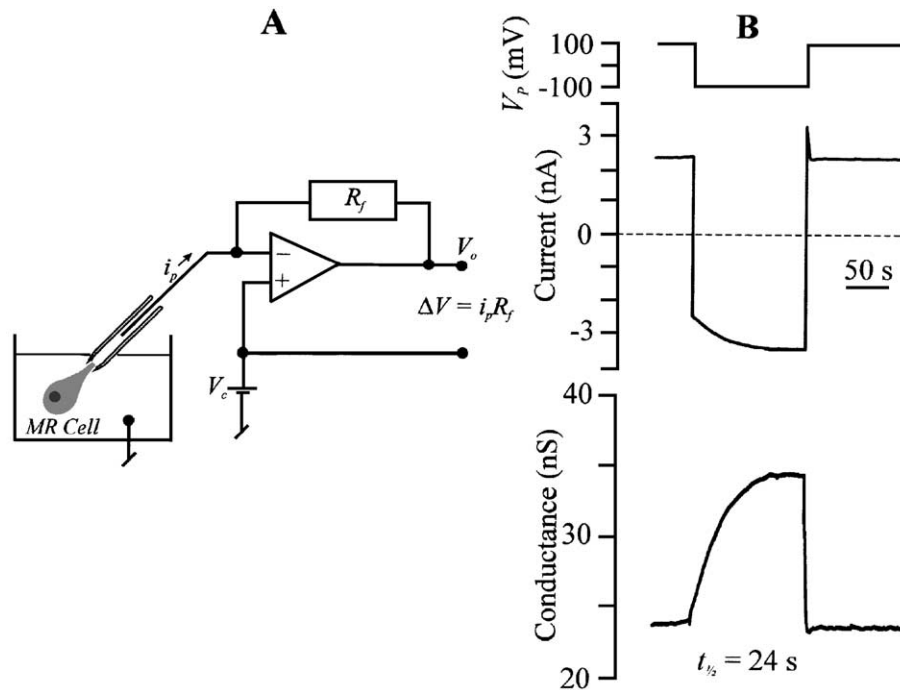 A
R_f
V_o
i_p
−
+
ΔV = i_pR_f
V_c
MR Cell
B
V_p (mV)
100
-100
Current (nA)
3
0
-3
50 s
Conductance (nS)
40
30
20
t_½ = 24 s